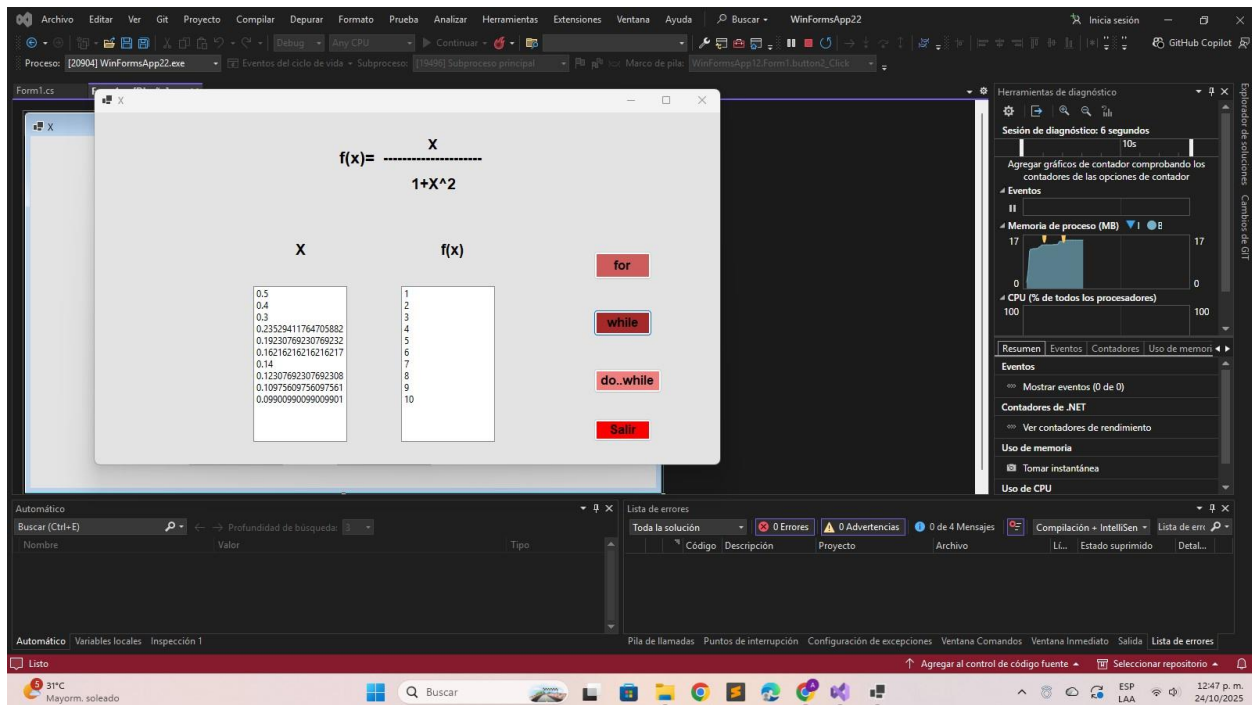 Archivo Editar Ver Git Proyecto Compilar Depurar Formato Prueba Analizar Herramientas Extensiones Ventana Ayuda Buscar WinFormsApp22 Inicia sesión
Debug Any CPU Continuar GitHub Copilot
Proceso: [20904] WinFormsApp22.exe Eventos del ciclo de vida Subproceso: [19496] Subproceso principal Marco de pila: WinFormsApp12.Form1.button2_Click
Form1.cs
X
X
f(x)=
X
----------------------
1+X^2
X
f(x)
0.5
0.4
0.3
0.23529411764705882
0.19230769230769232
0.16216216216216217
0.14
0.12307692307692308
0.10975609756097561
0.09900990099009901
1
2
3
4
5
6
7
8
9
10
for
while
do..while
Salir
Herramientas de diagnóstico
Sesión de diagnóstico: 6 segundos
10s
Agregar gráficos de contador comprobando los
contadores de las opciones de contador
Eventos
Memoria de proceso (MB)
17 17
0 0
CPU (% de todos los procesadores)
100 100
Resumen Eventos Contadores Uso de memori
Eventos
Mostrar eventos (0 de 0)
Contadores de .NET
Ver contadores de rendimiento
Uso de memoria
Tomar instantánea
Uso de CPU
Explorador de soluciones
Cambios de GIT
Automático
Buscar (Ctrl+E) Profundidad de búsqueda: 3
Nombre Valor Tipo
Automático Variables locales Inspección 1
Lista de errores
Toda la solución 0 Errores 0 Advertencias 0 de 4 Mensajes Compilación + IntelliSen Lista de erro
Código Descripción Proyecto Archivo Lí... Estado suprimido Detal...
Pila de llamadas Puntos de interrupción Configuración de excepciones Ventana Comandos Ventana Inmediato Salida Lista de errores
Listo Agregar al control de código fuente Seleccionar repositorio
31°C
Mayorm. soleado
Buscar
ESP
LAA
12:47 p. m.
24/10/2025